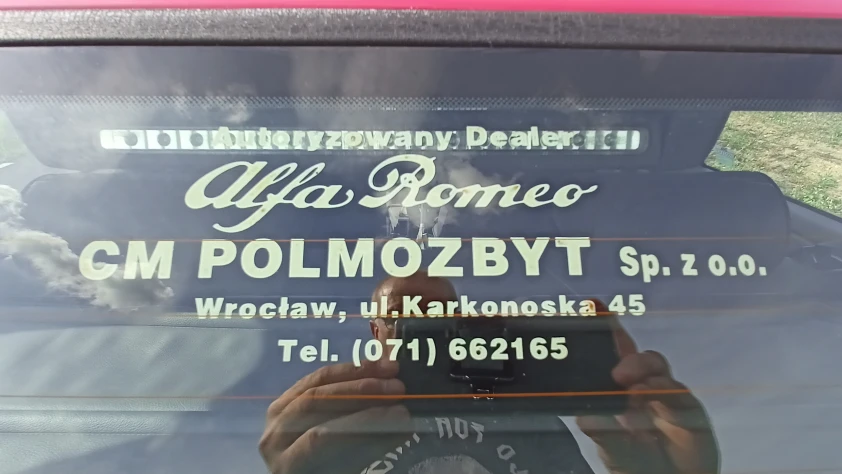 Autoryzowany Dealer
Alfa Romeo
CM POLMOZBYT Sp. z o.o.
Wrocław, ul.Karkonoska 45
Tel. (071) 662165